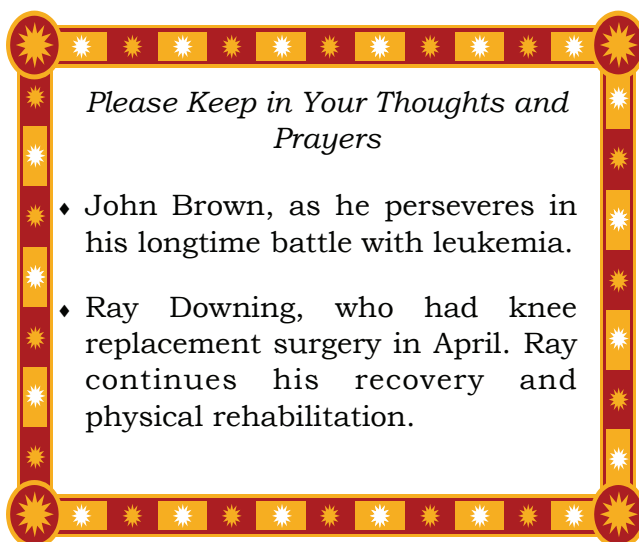 Please Keep in Your Thoughts and
Prayers
♦ John Brown, as he perseveres in
his longtime battle with leukemia.
♦ Ray Downing, who had knee
replacement surgery in April. Ray
continues his recovery and
physical rehabilitation.